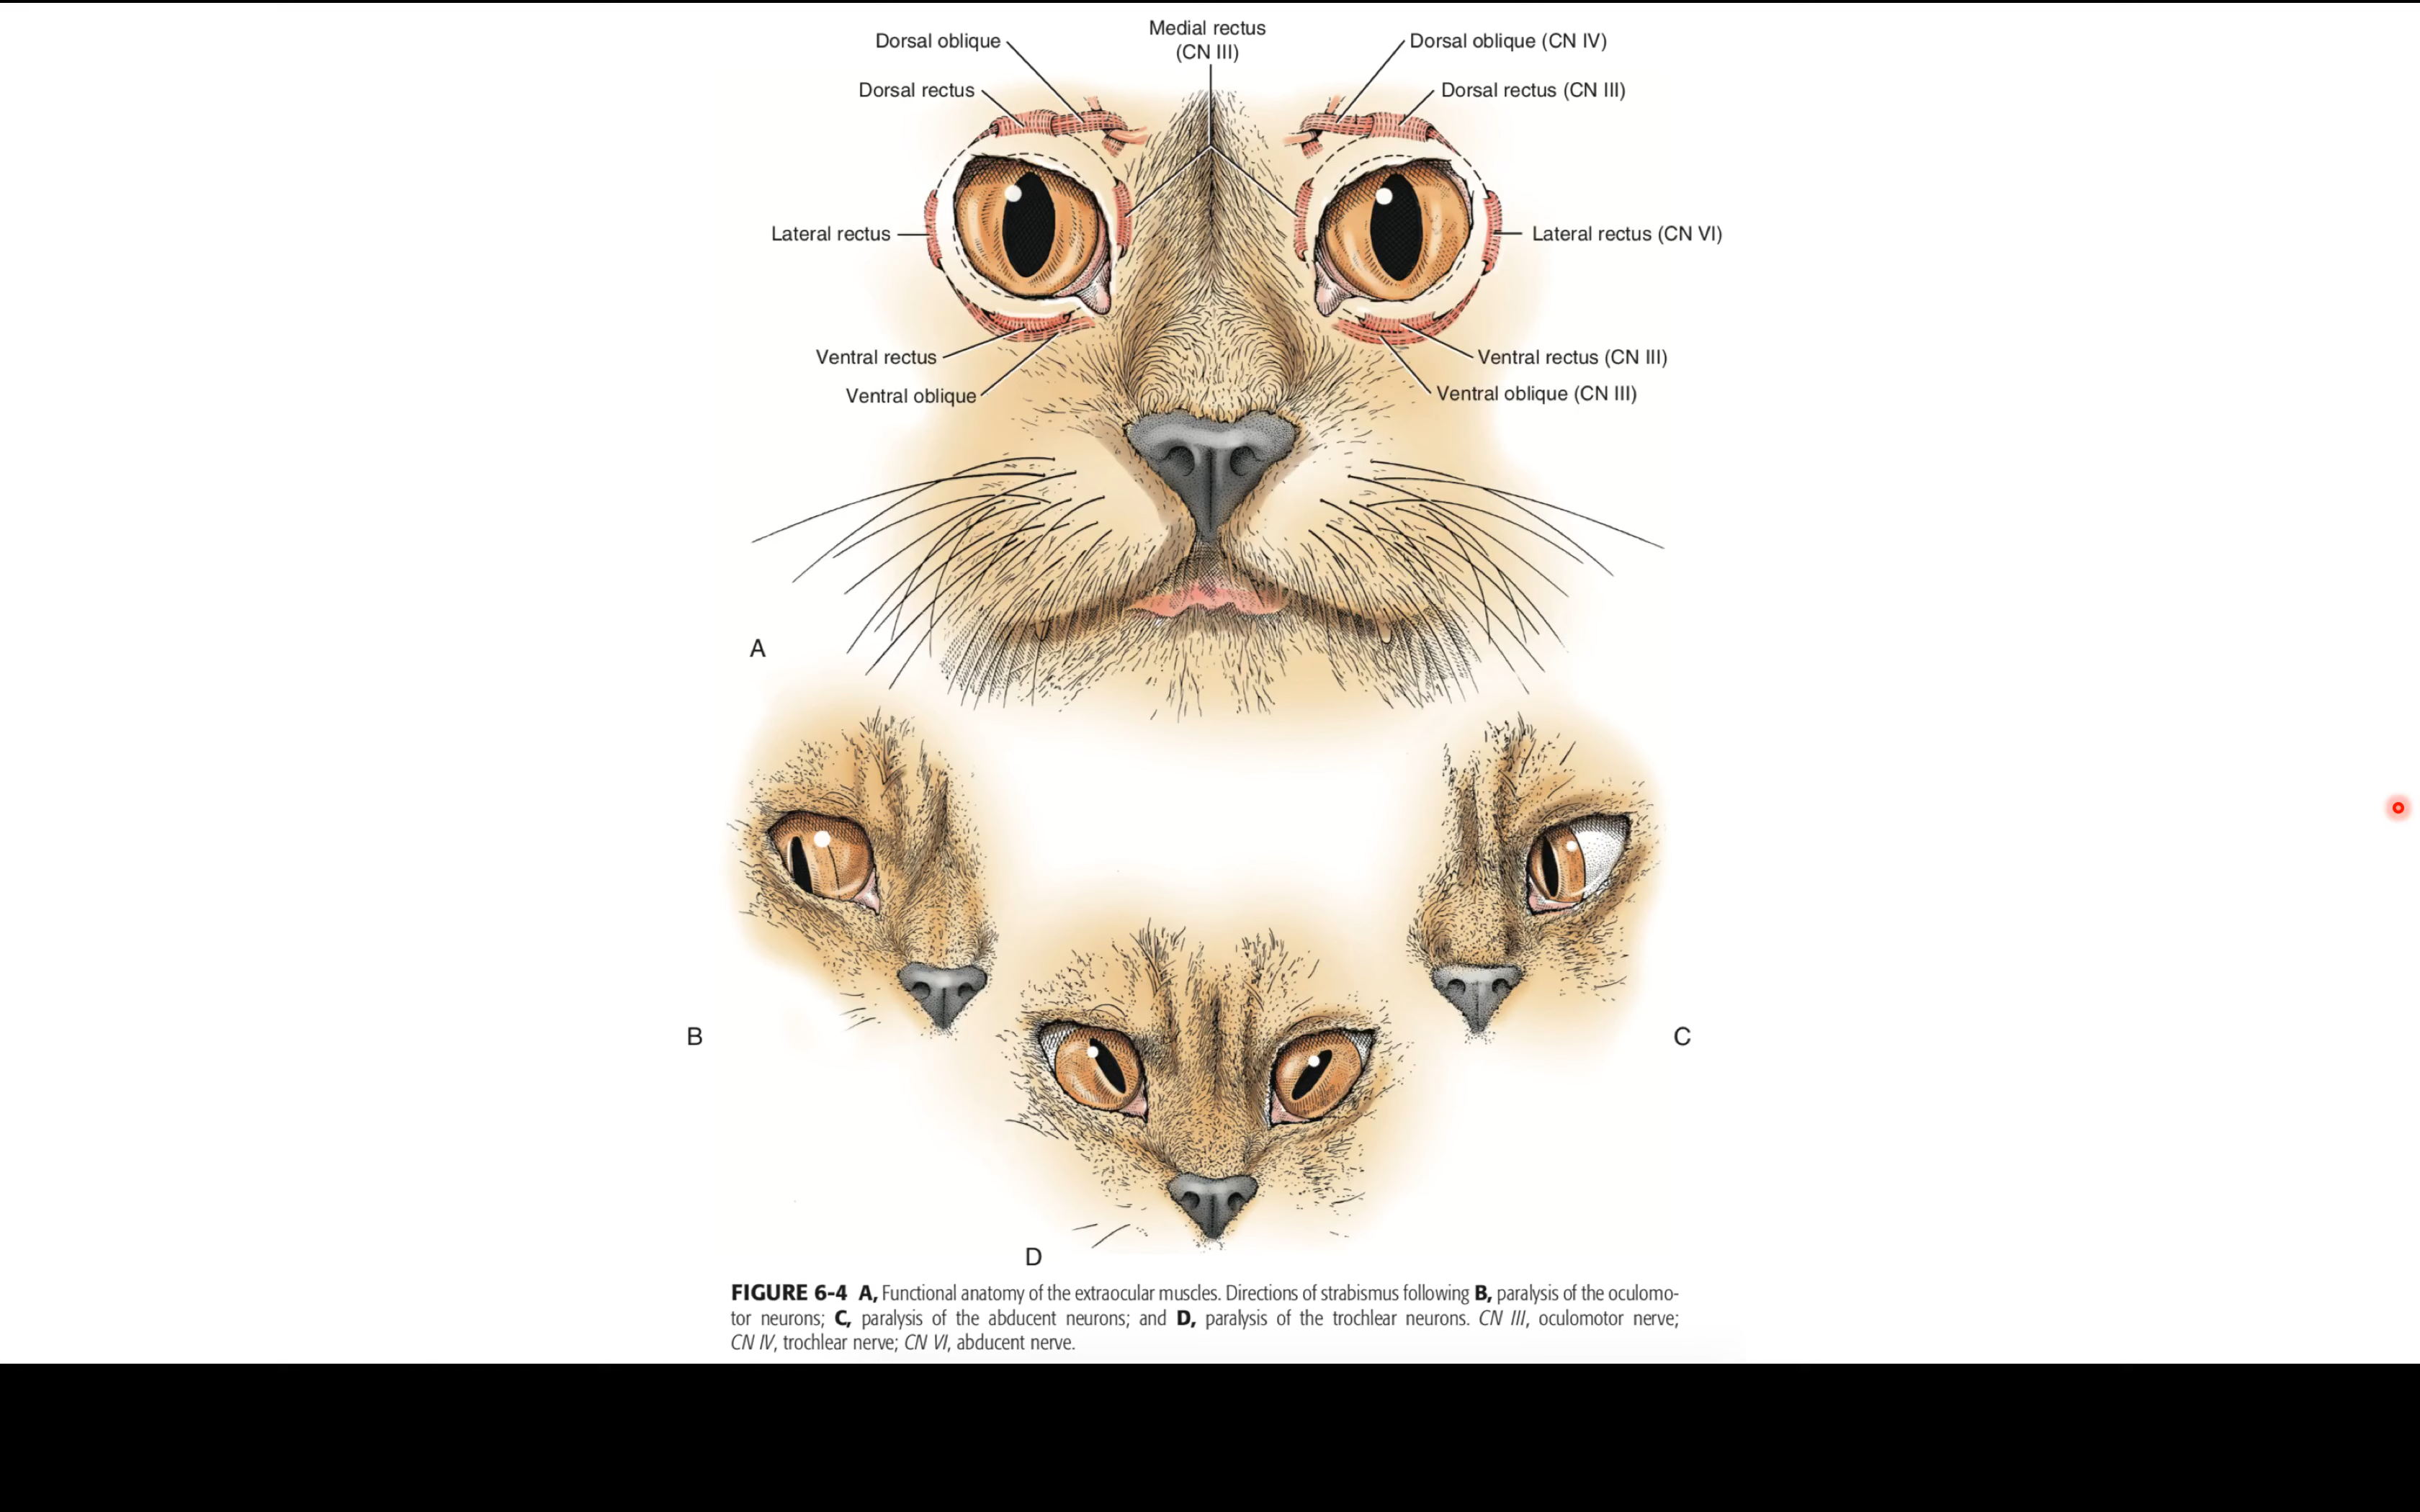 Medial rectus
(CN III)
Dorsal oblique
Dorsal oblique (CN IV)
Dorsal rectus
Dorsal rectus (CN III)
Lateral rectus
Lateral rectus (CN VI)
Ventral rectus
Ventral rectus (CN III)
Ventral oblique
Ventral oblique (CN III)
A
B
C
D
FIGURE 6-4 A, Functional anatomy of the extraocular muscles. Directions of strabismus following B, paralysis of the oculomo-
tor neurons; C, paralysis of the abducent neurons; and D, paralysis of the trochlear neurons. CN III, oculomotor nerve;
CN IV, trochlear nerve; CN VI, abducent nerve.